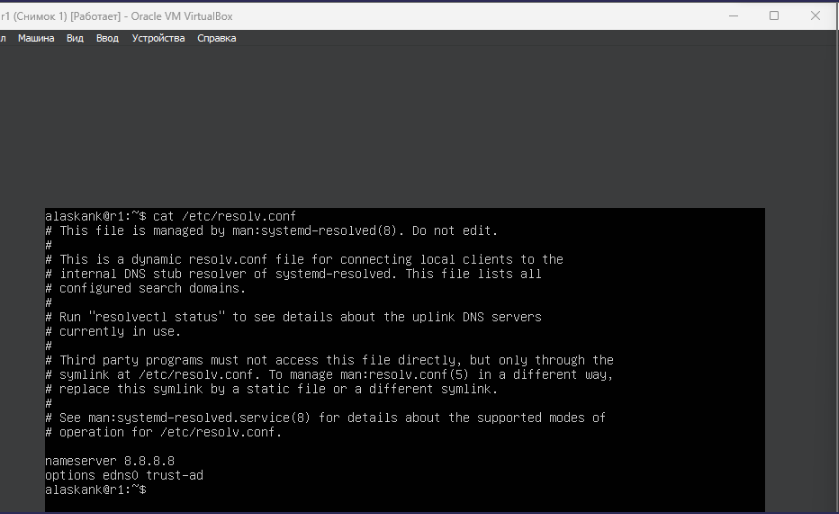 r1 (Снимок 1) [Работает] - Oracle VM VirtualBox
л Машина Вид Ввод Устройства Справка
alaskank@r1:~$ cat /etc/resolv.conf
# This file is managed by man:systemd-resolved(8). Do not edit.
#
# This is a dynamic resolv.conf file for connecting local clients to the
# internal DNS stub resolver of systemd-resolved. This file lists all
# configured search domains.
#
# Run "resolvectl status" to see details about the uplink DNS servers
# currently in use.
#
# Third party programs must not access this file directly, but only through the
# symlink at /etc/resolv.conf. To manage man:resolv.conf(5) in a different way,
# replace this symlink by a static file or a different symlink.
#
# See man:systemd-resolved.service(8) for details about the supported modes of
# operation for /etc/resolv.conf.
nameserver 8.8.8.8
options edns0 trust-ad
alaskank@r1:~$